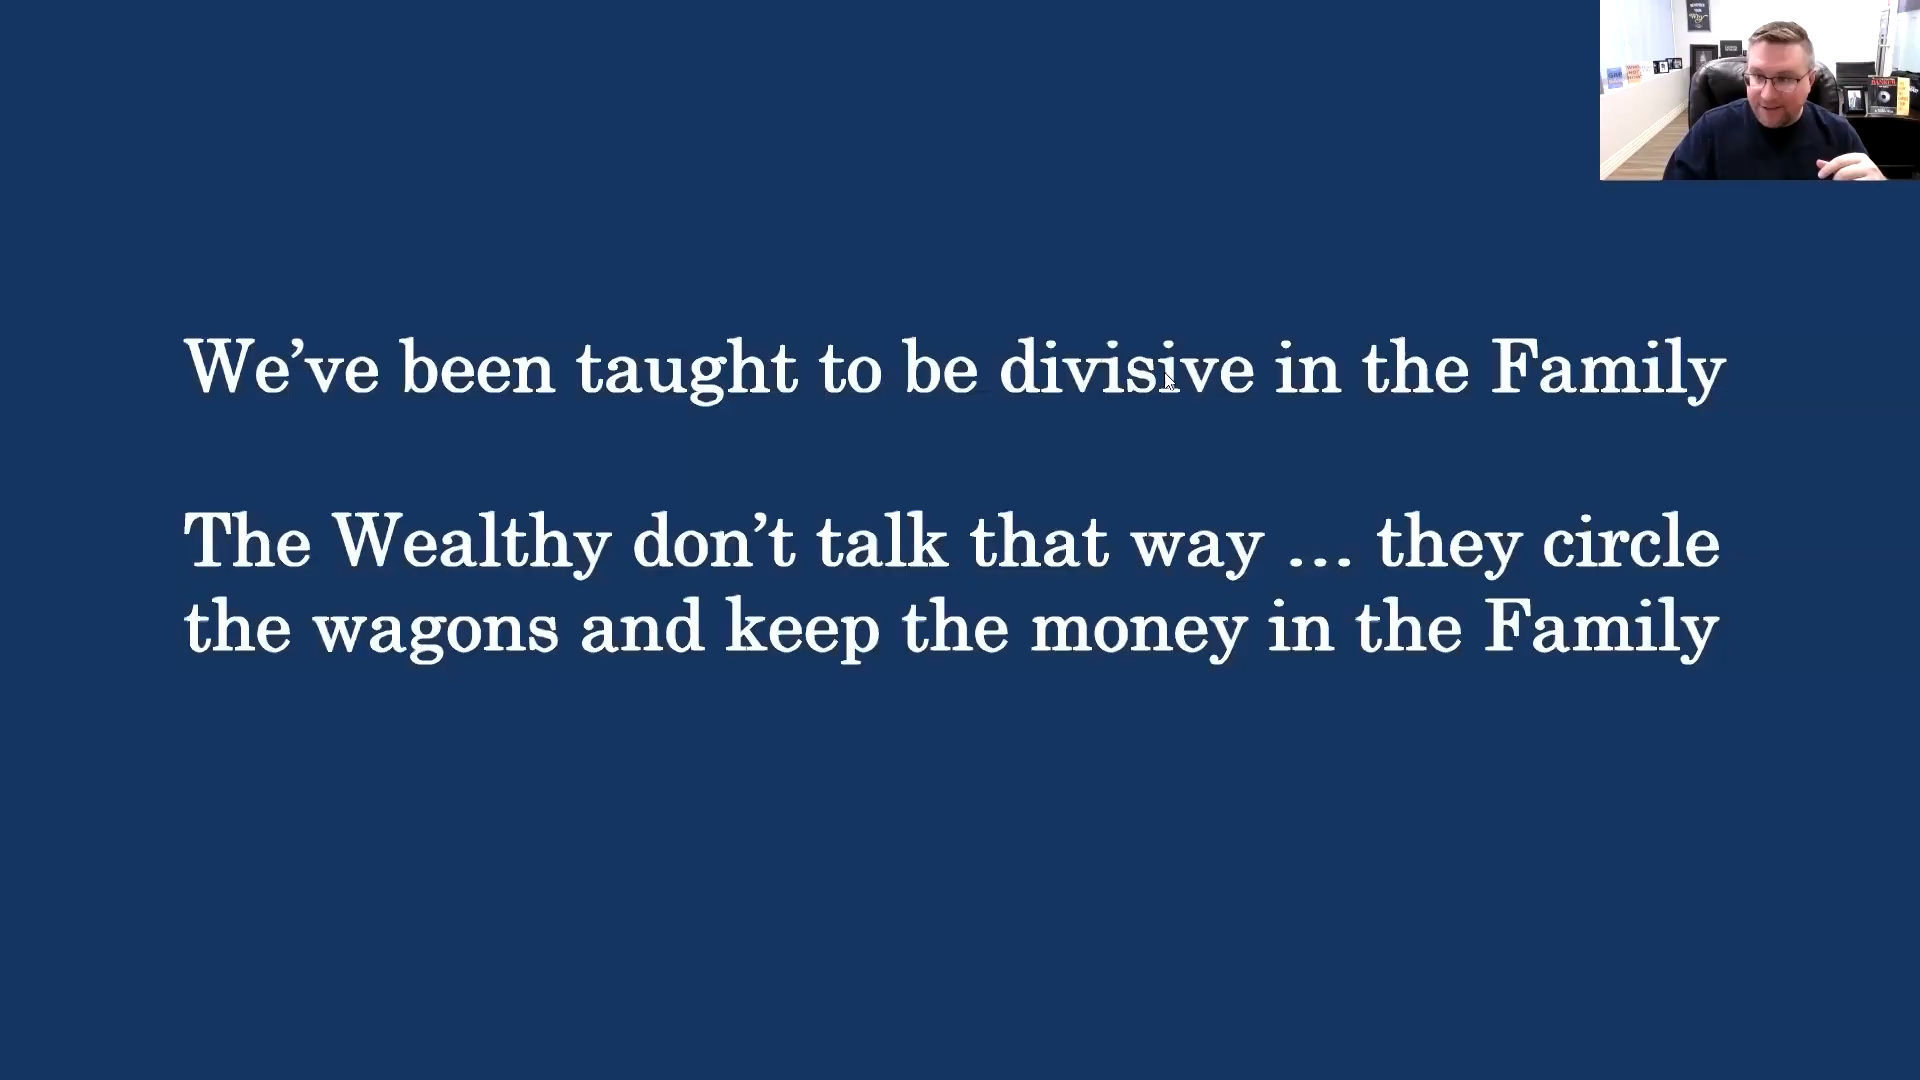 We’ve been taught to be divisive in the Family
The Wealthy don’t talk that way … they circle
the wagons and keep the money in the Family